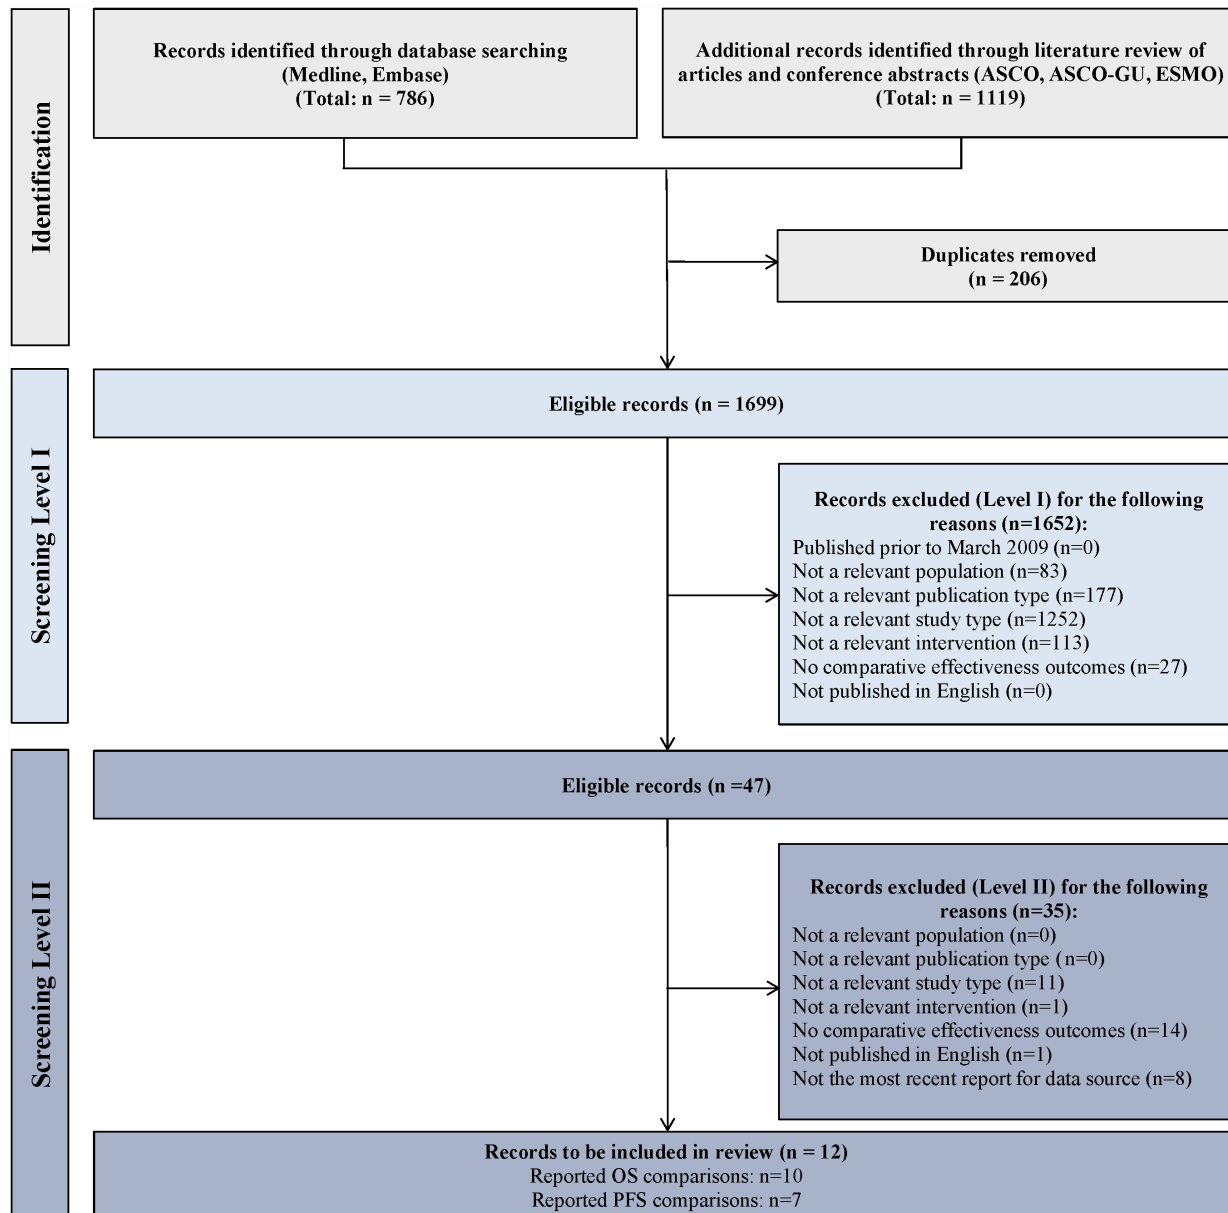 Identification
Records identified through database searching
(Medline, Embase)
(Total: n = 786)
Additional records identified through literature review of
articles and conference abstracts (ASCO, ASCO-GU, ESMO)
(Total: n = 1119)
Duplicates removed
(n = 206)
Screening Level I
Eligible records (n = 1699)
Records excluded (Level I) for the following
reasons (n=1652):
Published prior to March 2009 (n=0)
Not a relevant population (n=83)
Not a relevant publication type (n=177)
Not a relevant study type (n=1252)
Not a relevant intervention (n=113)
No comparative effectiveness outcomes (n=27)
Not published in English (n=0)
Screening Level II
Eligible records (n =47)
Records excluded (Level II) for the following
reasons (n=35):
Not a relevant population (n=0)
Not a relevant publication type (n=0)
Not a relevant study type (n=11)
Not a relevant intervention (n=1)
No comparative effectiveness outcomes (n=14)
Not published in English (n=1)
Not the most recent report for data source (n=8)
Records to be included in review (n = 12)
Reported OS comparisons: n=10
Reported PFS comparisons: n=7